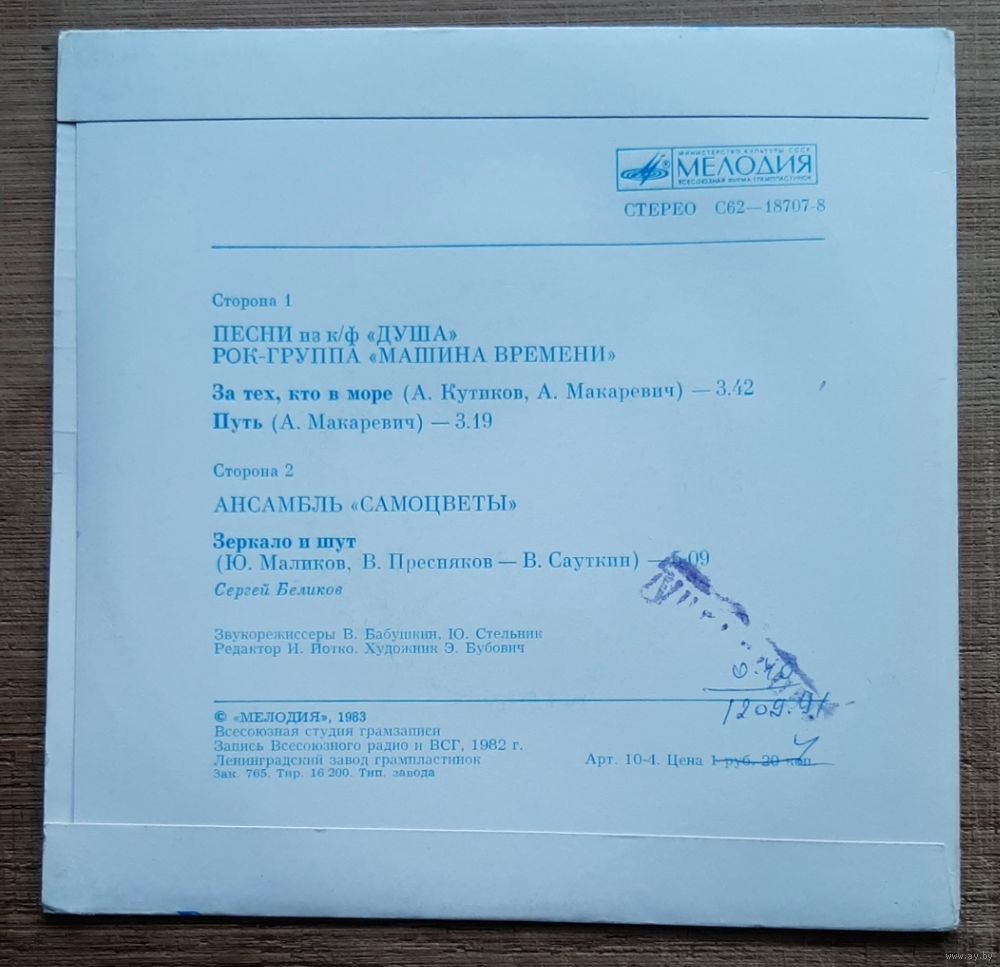 МИНИСТЕРСТВО КУЛЬТУРЫ СССР
МЕЛОДИЯ
ВСЕСОЮЗНАЯ ФИРМА ГРАМПЛАСТИНОК
СТЕРЕО С62—18707-8
Сторона 1
ПЕСНИ из к/ф «ДУША»
РОК-ГРУППА «МАШИНА ВРЕМЕНИ»
За тех, кто в море (А. Кутиков, А. Макаревич) — 3.42
Путь (А. Макаревич) — 3.19
Сторона 2
АНСАМБЛЬ «САМОЦВЕТЫ»
Зеркало и шут
(Ю. Маликов, В. Пресняков — В. Сауткин) — 09
Сергей Беликов
Звукорежиссеры В. Бабушкин, Ю. Стельник
Редактор И. Йотко. Художник Э. Бубович
© «МЕЛОДИЯ», 1983
Всесоюзная студия грамзаписи
Запись Всесоюзного радио и ВСГ, 1982 г.
Ленинградский завод грампластинок
Зак. 765. Тир. 16 200. Тип. завода
Арт. 10-4. Цена 1 руб. 20 коп.
www.ay.by